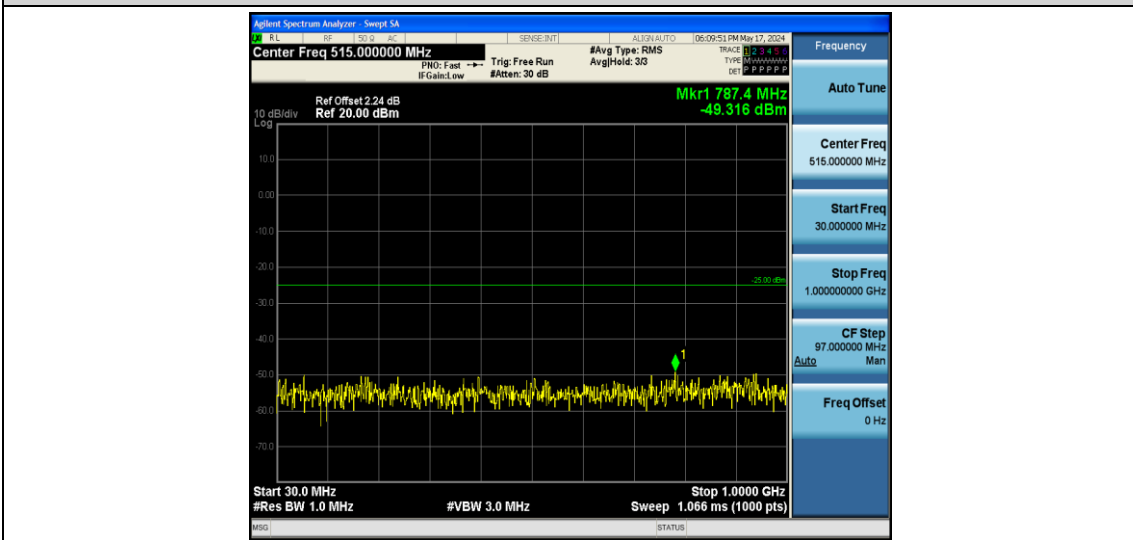 Agilent Spectrum Analyzer - Swept SA
RL RF 50 Ω AC SENSE:INT ALIGN AUTO 06:09:51 PM May 17, 2024
Center Freq 515.000000 MHz #Avg Type: RMS TRACE 1 2 3 4 5 6
PNO: Fast Trig: Free Run Avg|Hold: 3/3 TYPE M
IFGain:Low #Atten: 30 dB DET P P P P P P
Mkr1 787.4 MHz
-49.316 dBm
Ref Offset 2.24 dB
10 dB/div Ref 20.00 dBm
Log
10.0
0.00
-10.0
-20.0
-25.00 dBm
-30.0
-40.0
1
-50.0
-60.0
-70.0
Start 30.0 MHz Stop 1.0000 GHz
#Res BW 1.0 MHz #VBW 3.0 MHz Sweep 1.066 ms (1000 pts)
MSG STATUS
Frequency
Auto Tune
Center Freq
515.000000 MHz
Start Freq
30.000000 MHz
Stop Freq
1.000000000 GHz
CF Step
97.000000 MHz
Auto Man
Freq Offset
0 Hz